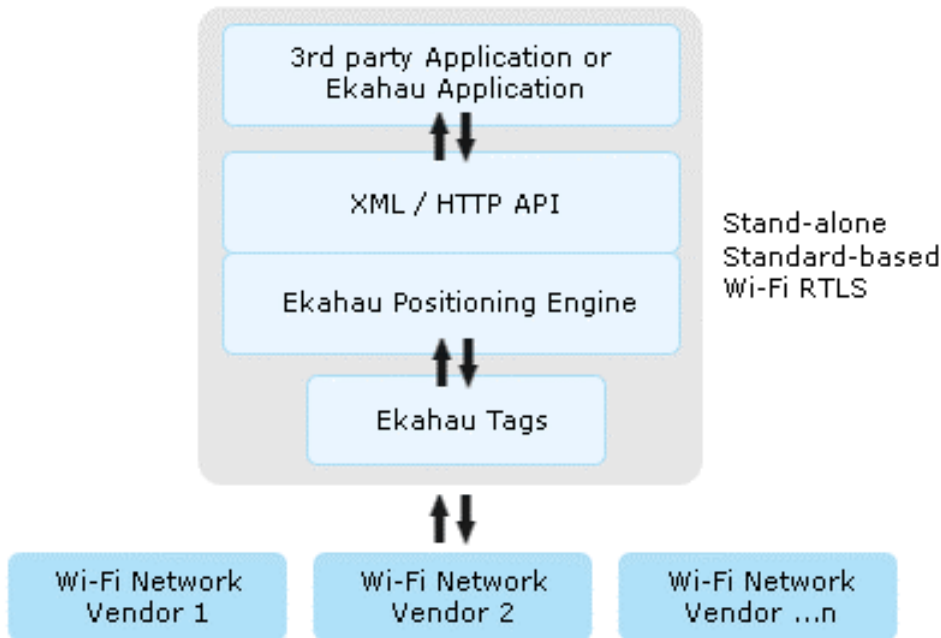 3rd party Application or
Ekahau Application
XML / HTTP API
Stand-alone
Standard-based
Wi-Fi RTLS
Ekahau Positioning Engine
Ekahau Tags
Wi-Fi Network
Vendor 1
Wi-Fi Network
Vendor 2
Wi-Fi Network
Vendor ...n